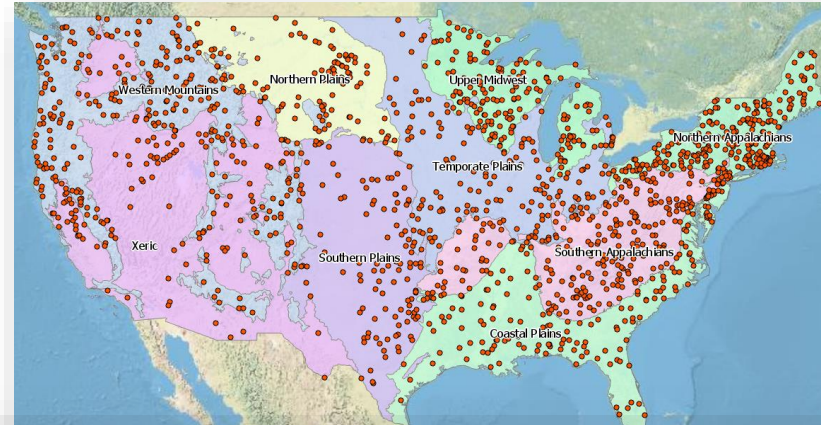 Northern Plains
Upper Midwest
Western Mountains
Northern Appalachians
Temporate Plains
Xeric
Southern Plains
Southern Appalachians
Coastal Plains